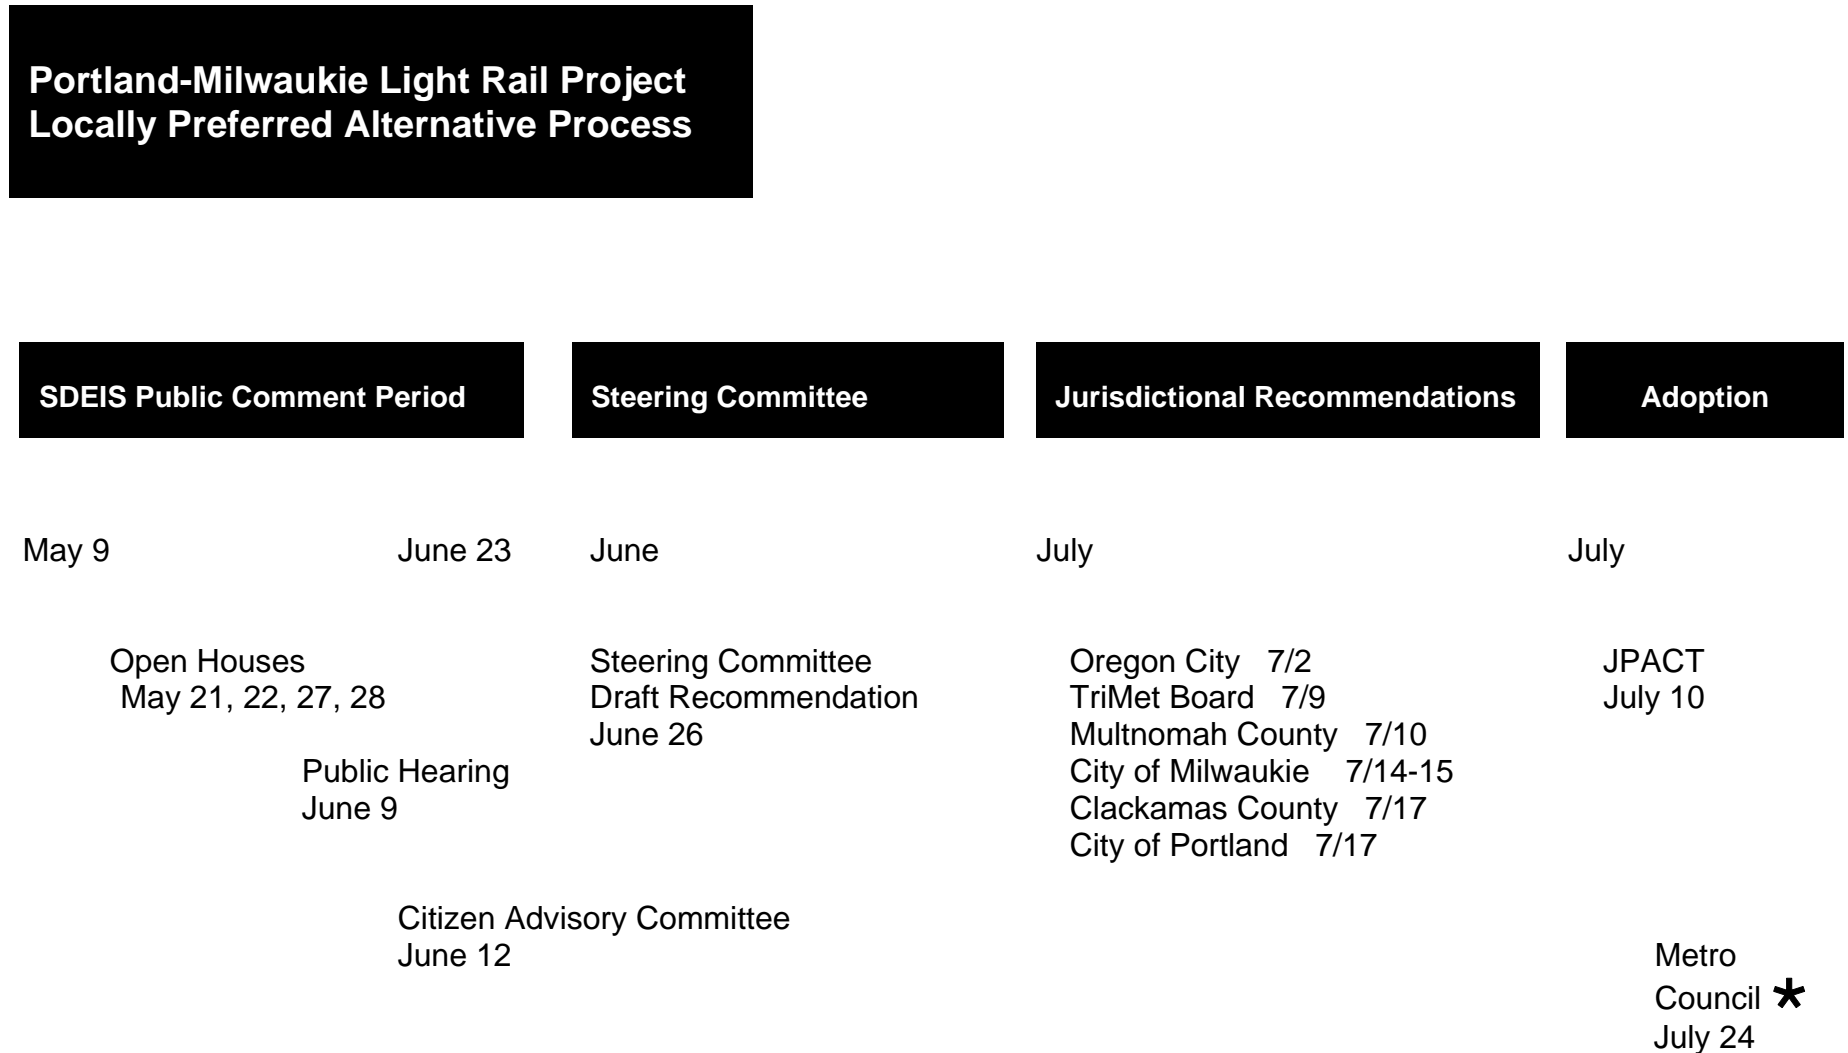 Portland-Milwaukie Light Rail Project
Locally Preferred Alternative Process
SDEIS Public Comment Period
Steering Committee
Jurisdictional Recommendations
Adoption
May 9
June 23
June
July
July
Open Houses
May 21, 22, 27, 28
Public Hearing
June 9
Citizen Advisory Committee
June 12
Steering Committee
Draft Recommendation
June 26
Oregon City 7/2
TriMet Board 7/9
Multnomah County 7/10
City of Milwaukie 7/14-15
Clackamas County 7/17
City of Portland 7/17
JPACT
July 10
Metro
Council *
July 24